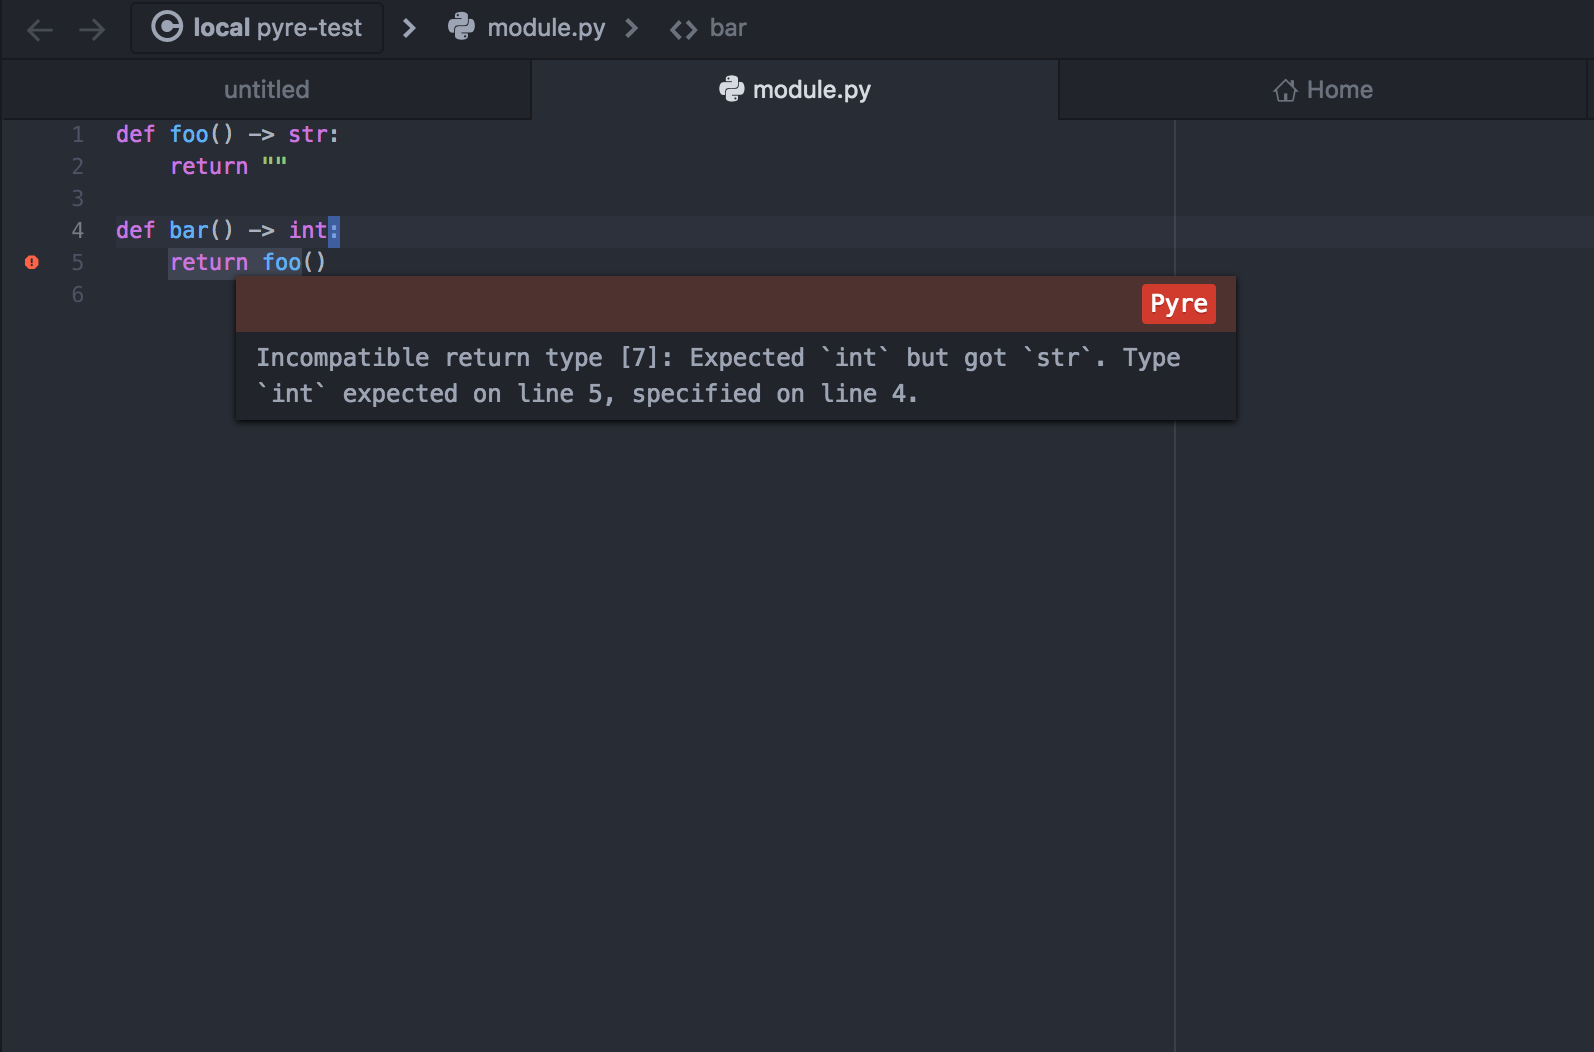 local pyre-test module.py bar
untitled module.py Home
1 def foo() -> str:
2     return ""
3
4 def bar() -> int:
5     return foo()
6
Pyre
Incompatible return type [7]: Expected `int` but got `str`. Type
`int` expected on line 5, specified on line 4.